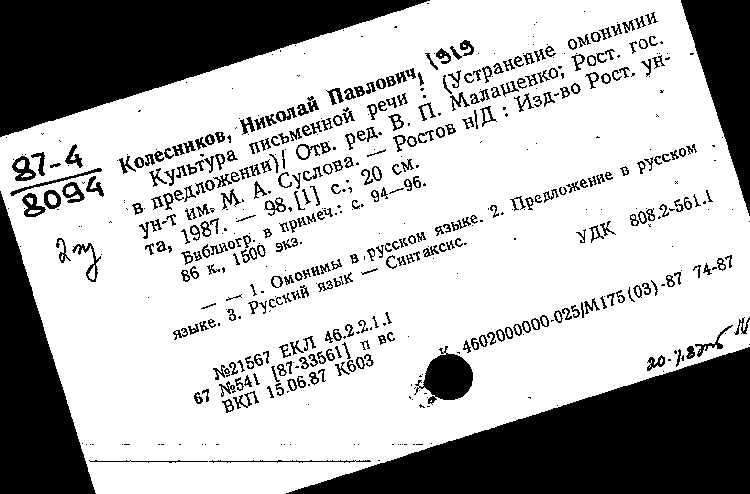 87-4
8094
2 эк
Колесников, Николай Павлович, 1919
Культура письменной речи : (Устранение омонимии
в предложении)/ Отв. ред. В. П. Малащенко; Рост. гос.
ун-т им. М. А. Суслова. — Ростов н/Д : Изд-во Рост. ун-
та, 1987. — 98,[1] с.; 20 см.
Библиогр. в примеч.: с. 94—96.
86 к., 1500 экз.
— — 1. Омонимы в русском языке. 2. Предложение в русском
языке. 3. Русский язык — Синтаксис.
УДК 808.2-561.1
№21567 ЕКЛ 46.2.2.1.1
67 №541 [87-33561] п вс
ВКП 15.06.87 К603
К 4602000000-025/М175(03)-87 74-87